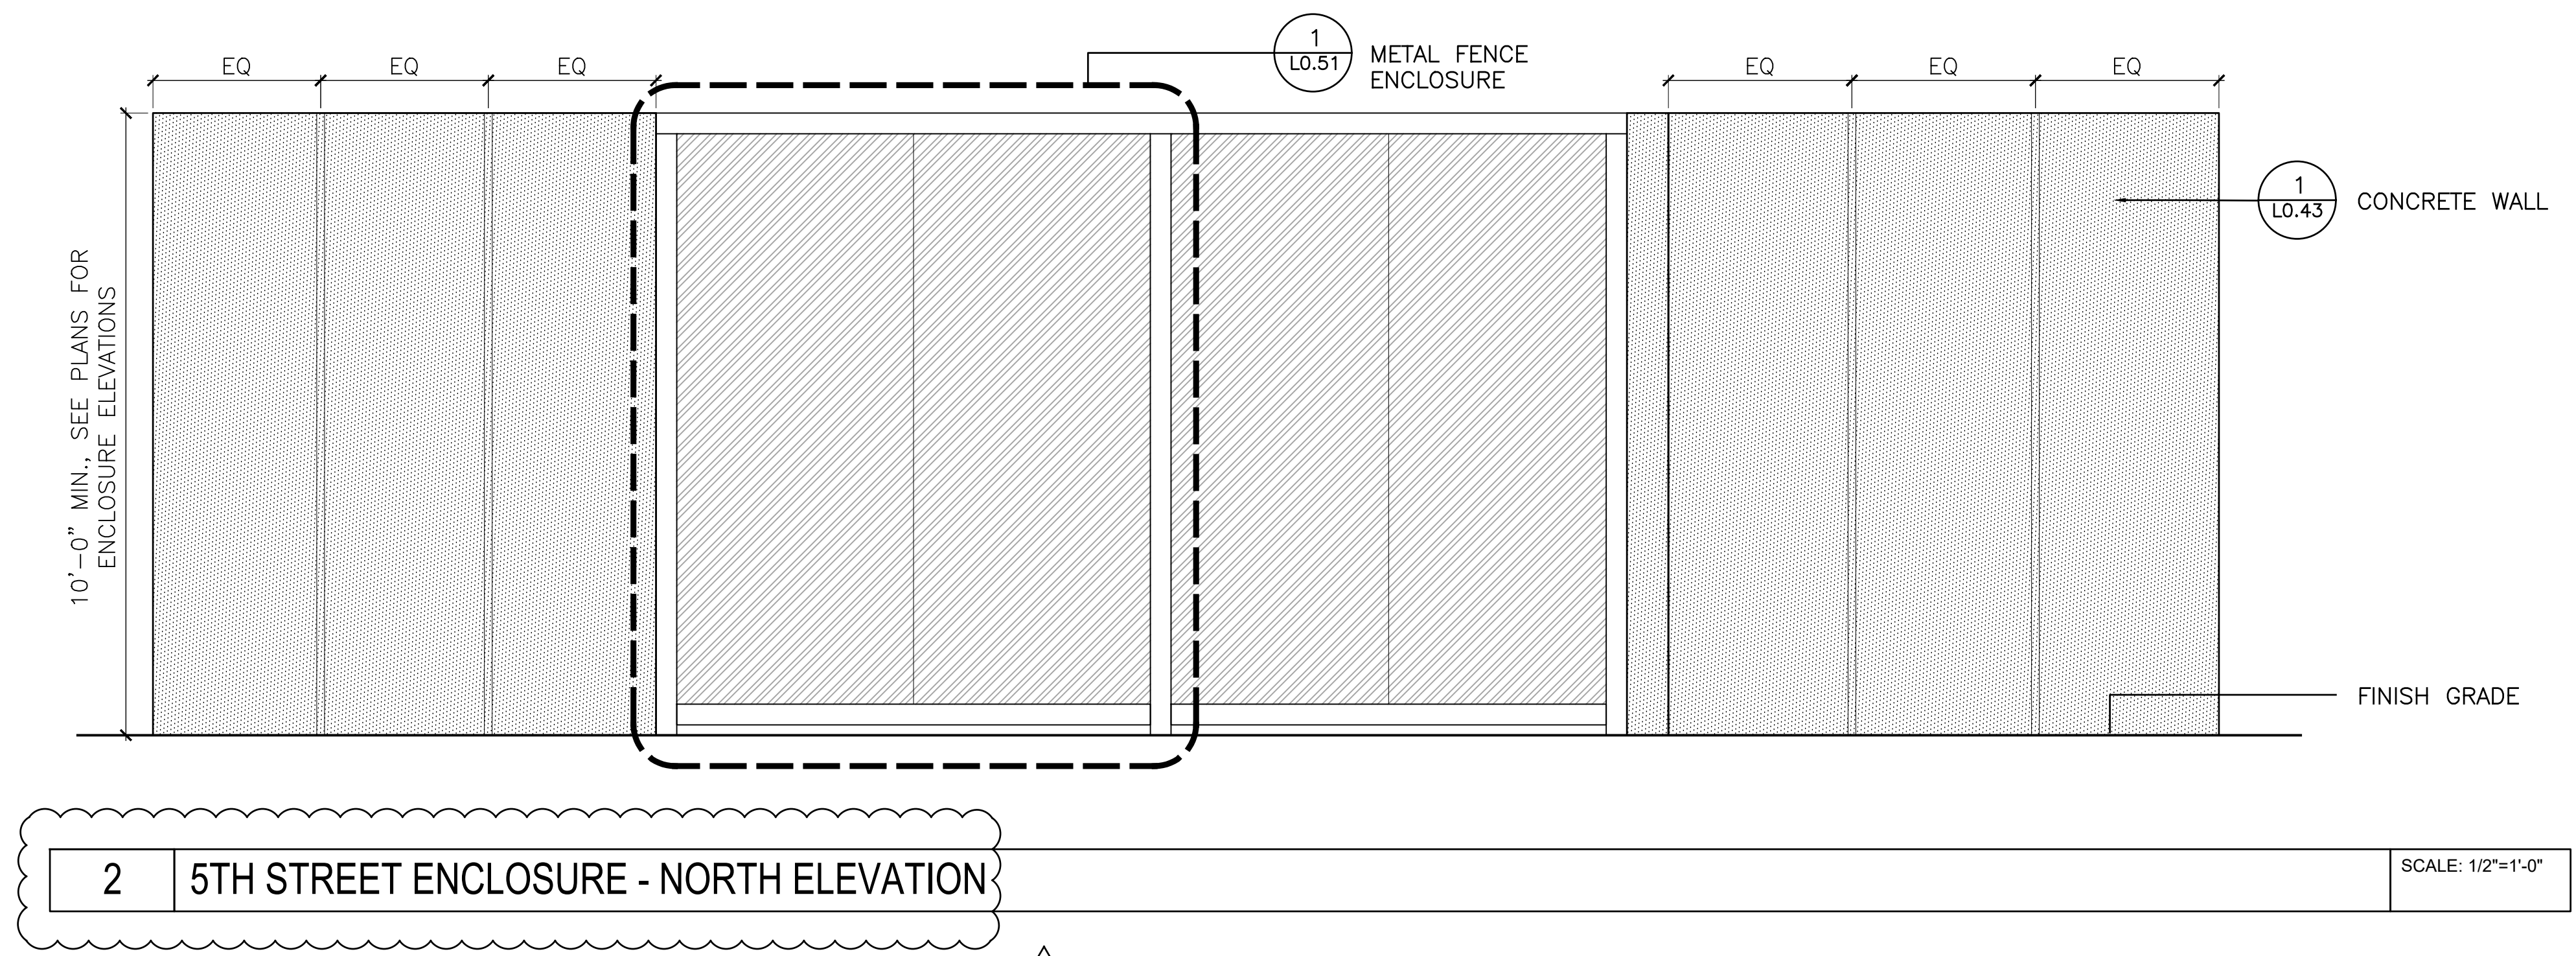 EQ EQ EQ
1
L0.51
METAL FENCE
ENCLOSURE
EQ EQ EQ
1
L0.43
CONCRETE WALL
10'-0" MIN., SEE PLANS FOR
ENCLOSURE ELEVATIONS
FINISH GRADE
2 5TH STREET ENCLOSURE - NORTH ELEVATION
SCALE: 1/2"=1'-0"